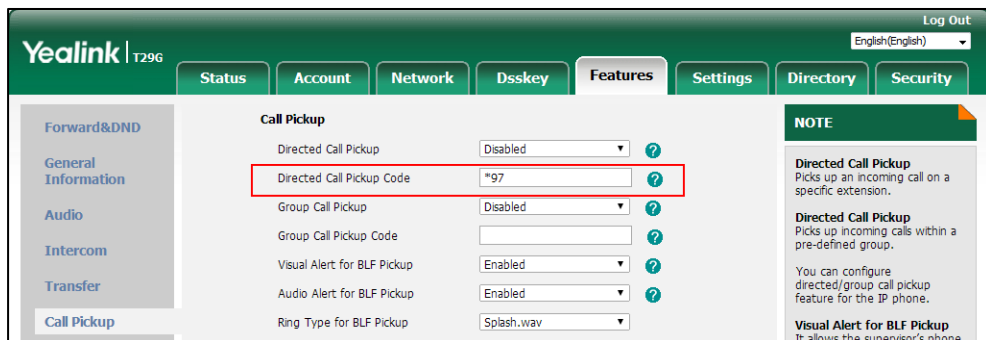 Log Out
English(English)
Yealink T29G
Status Account Network Dsskey Features Settings Directory Security
Forward&DND
General
Information
Audio
Intercom
Transfer
Call Pickup
Call Pickup
Directed Call Pickup Disabled ?
Directed Call Pickup Code *97 ?
Group Call Pickup Disabled ?
Group Call Pickup Code ?
Visual Alert for BLF Pickup Enabled ?
Audio Alert for BLF Pickup Enabled ?
Ring Type for BLF Pickup Splash.wav
NOTE
Directed Call Pickup
Picks up an incoming call on a
specific extension.
Directed Call Pickup
Picks up incoming calls within a
pre-defined group.
You can configure
directed/group call pickup
feature for the IP phone.
Visual Alert for BLF Pickup
It allows the supervisor's phone